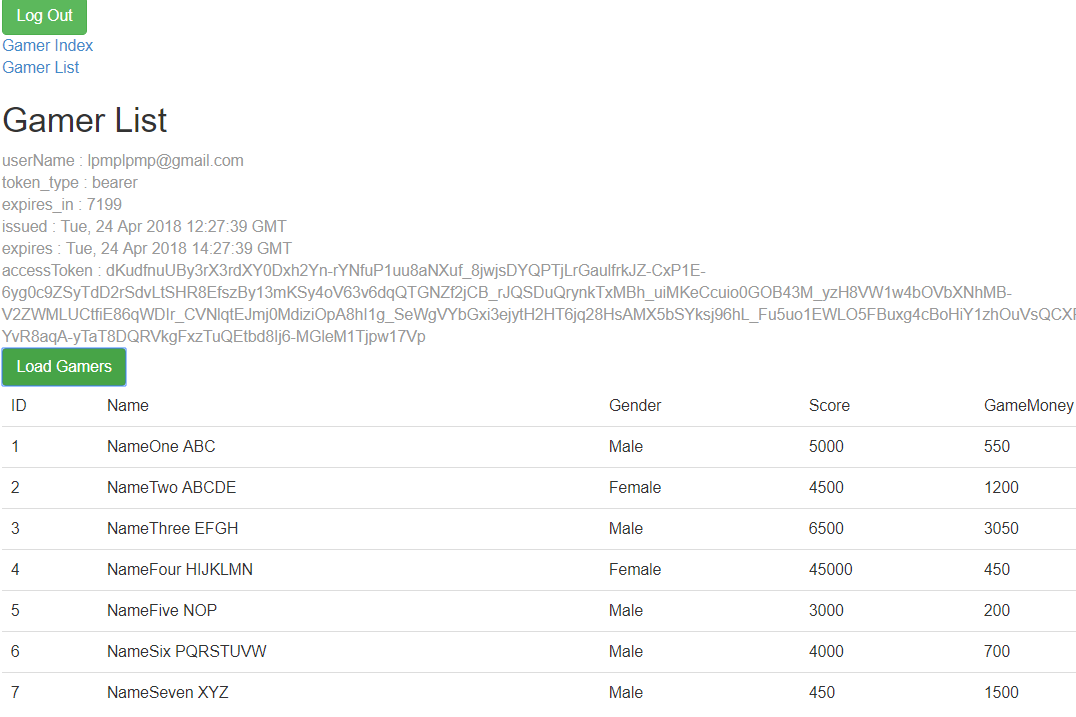 Log Out
Gamer Index
Gamer List
Gamer List
userName : lpmplpmp@gmail.com
token_type : bearer
expires_in : 7199
issued : Tue, 24 Apr 2018 12:27:39 GMT
expires : Tue, 24 Apr 2018 14:27:39 GMT
accessToken : dKudfnuUBy3rX3rdXY0Dxh2Yn-rYNfuP1uu8aNXuf_8jwjsDYQPTjLrGaulfrkJZ-CxP1E-
6yg0c9ZSyTdD2rSdvLtSHR8EfszBy13mKSy4oV63v6dqQTGNZf2jCB_rJQSDuQrynkTxMBh_uiMKeCcuio0GOB43M_yzH8VW1w4bOVbXNhMB-
V2ZWMLUCtfiE86qWDIr_CVNlqtEJmj0MdiziOpA8hI1g_SeWgVYbGxi3ejytH2HT6jq28HsAMX5bSYksj96hL_Fu5uo1EWLO5FBuxg4cBoHiY1zhOuVsQCX
YvR8aqA-yTaT8DQRVkgFxzTuQEtbd8Ij6-MGleM1Tjpw17Vp
Load Gamers
ID Name Gender Score GameMoney
1 NameOne ABC Male 5000 550
2 NameTwo ABCDE Female 4500 1200
3 NameThree EFGH Male 6500 3050
4 NameFour HIJKLMN Female 45000 450
5 NameFive NOP Male 3000 200
6 NameSix PQRSTUVW Male 4000 700
7 NameSeven XYZ Male 450 1500